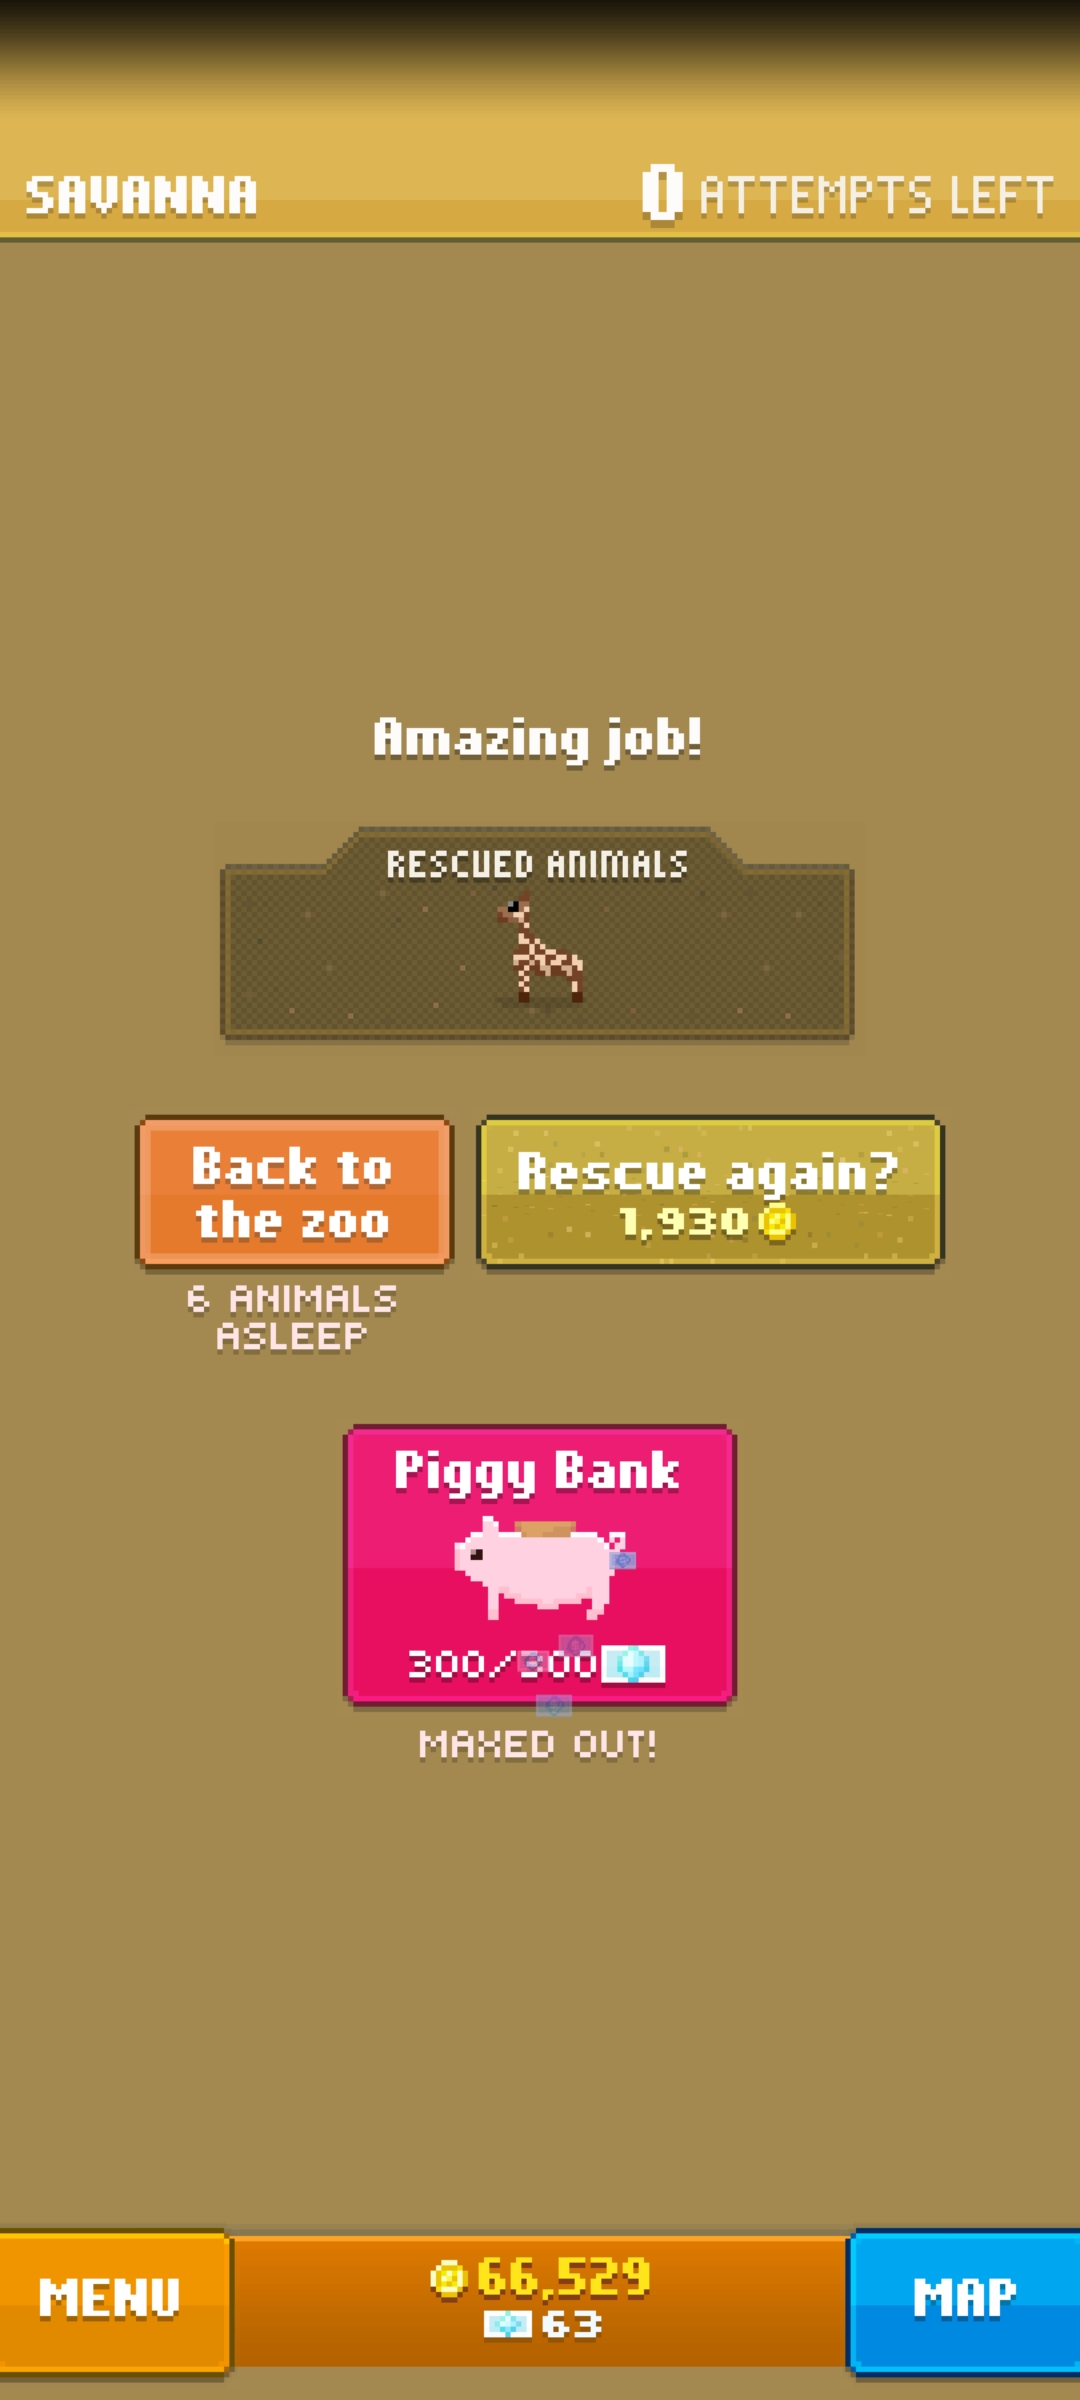 SAVANNA
0 ATTEMPTS LEFT
Amazing job!
RESCUED ANIMALS
Back to
the zoo
Rescue again?
1,930
6 ANIMALS
ASLEEP
Piggy Bank
300/300
MAXED OUT!
MENU
66,529
63
MAP